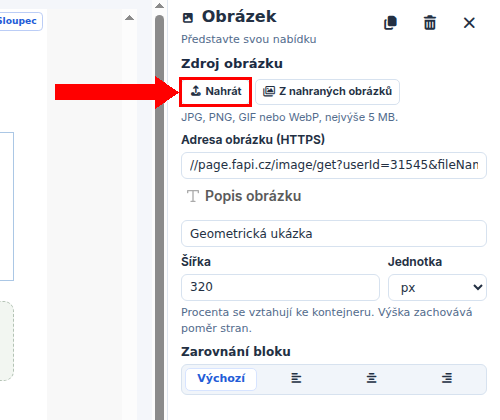 Sloupec
Obrázek
Představte svou nabídku
Zdroj obrázku
Nahrát
Z nahraných obrázků
JPG, PNG, GIF nebo WebP, nejvýše 5 MB.
Adresa obrázku (HTTPS)
//page.fapi.cz/image/get?userId=31545&fileNan
Popis obrázku
Geometrická ukázka
Šířka
Jednotka
320
px
Procenta se vztahují ke kontejneru. Výška zachovává
poměr stran.
Zarovnání bloku
Výchozí